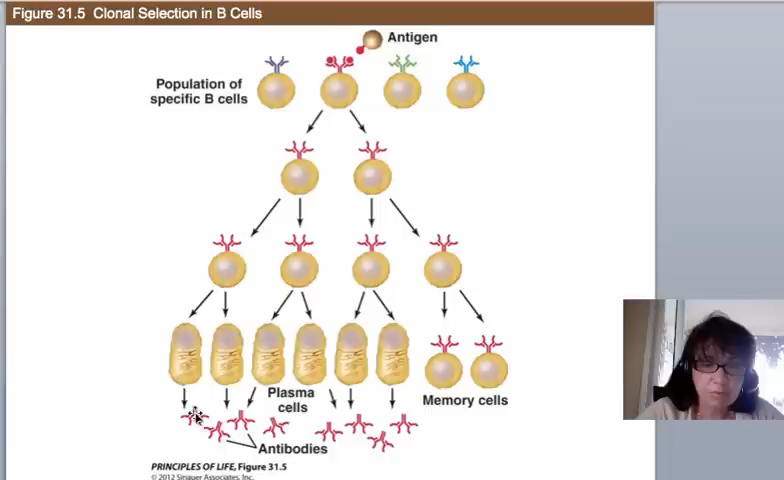 Figure 31.5 Clonal Selection in B Cells
Antigen
Population of
specific B cells
Plasma
cells
Memory cells
Antibodies
PRINCIPLES OF LIFE, Figure 31.5
© 2012 Sinauer Associates, Inc.